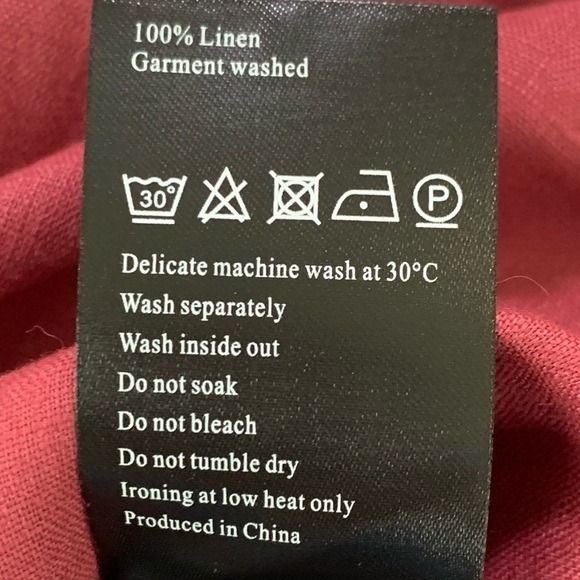 100% Linen
Garment washed
30° P
Delicate machine wash at 30°C
Wash separately
Wash inside out
Do not soak
Do not bleach
Do not tumble dry
Ironing at low heat only
Produced in China